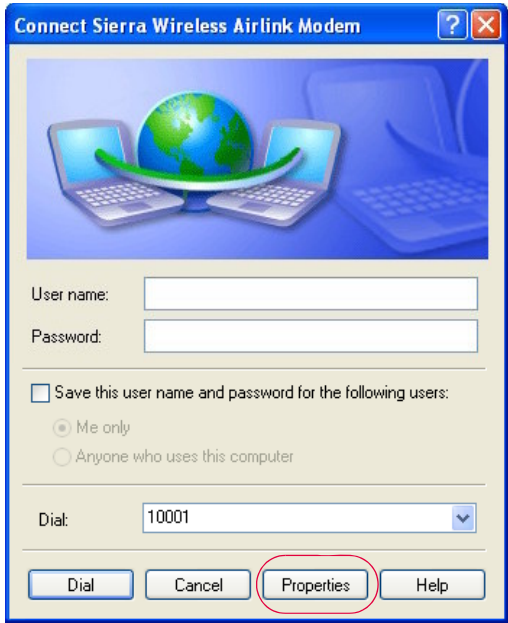 Connect Sierra Wireless Airlink Modem
User name:
Password:
Save this user name and password for the following users:
Me only
Anyone who uses this computer
Dial: 10001
Dial Cancel Properties Help